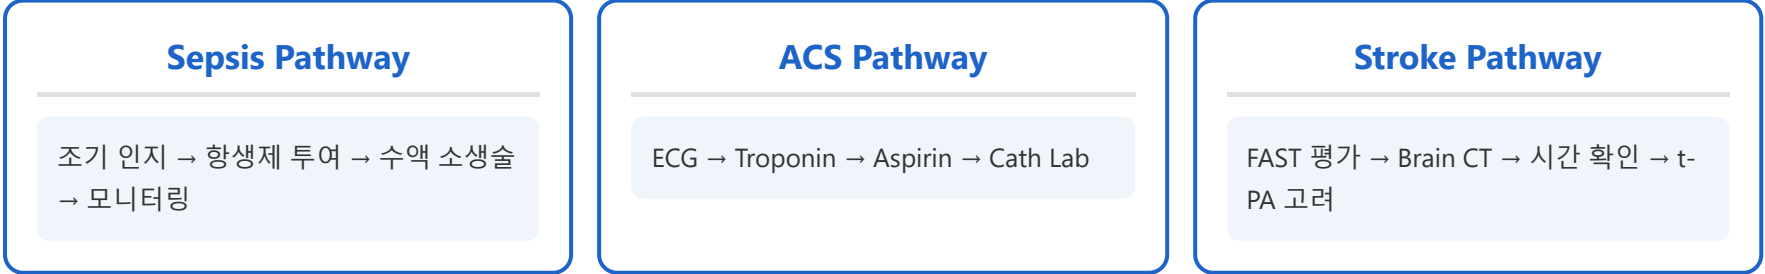 Sepsis Pathway
조기 인지 → 항생제 투여 → 수액 소생술
→ 모니터링
ACS Pathway
ECG → Troponin → Aspirin → Cath Lab
Stroke Pathway
FAST 평가 → Brain CT → 시간 확인 → t-
PA 고려